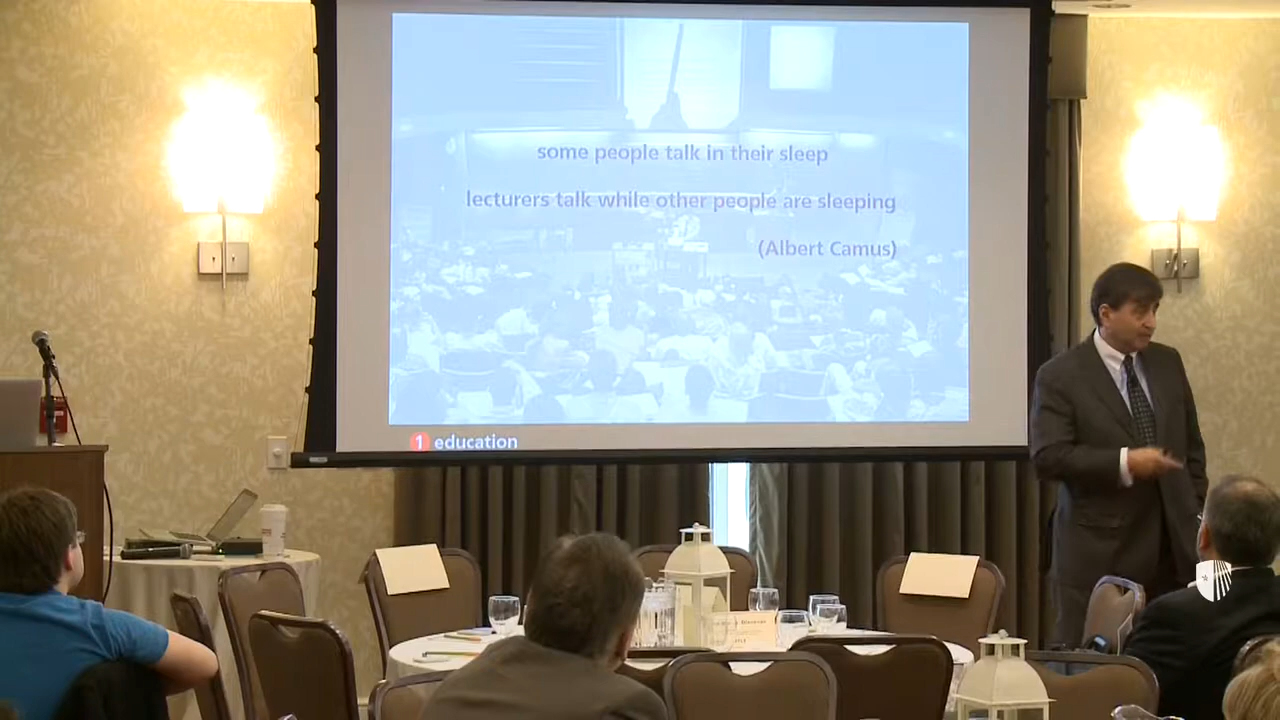 some people talk in their sleep
lecturers talk while other people are sleeping
(Albert Camus)
1 education